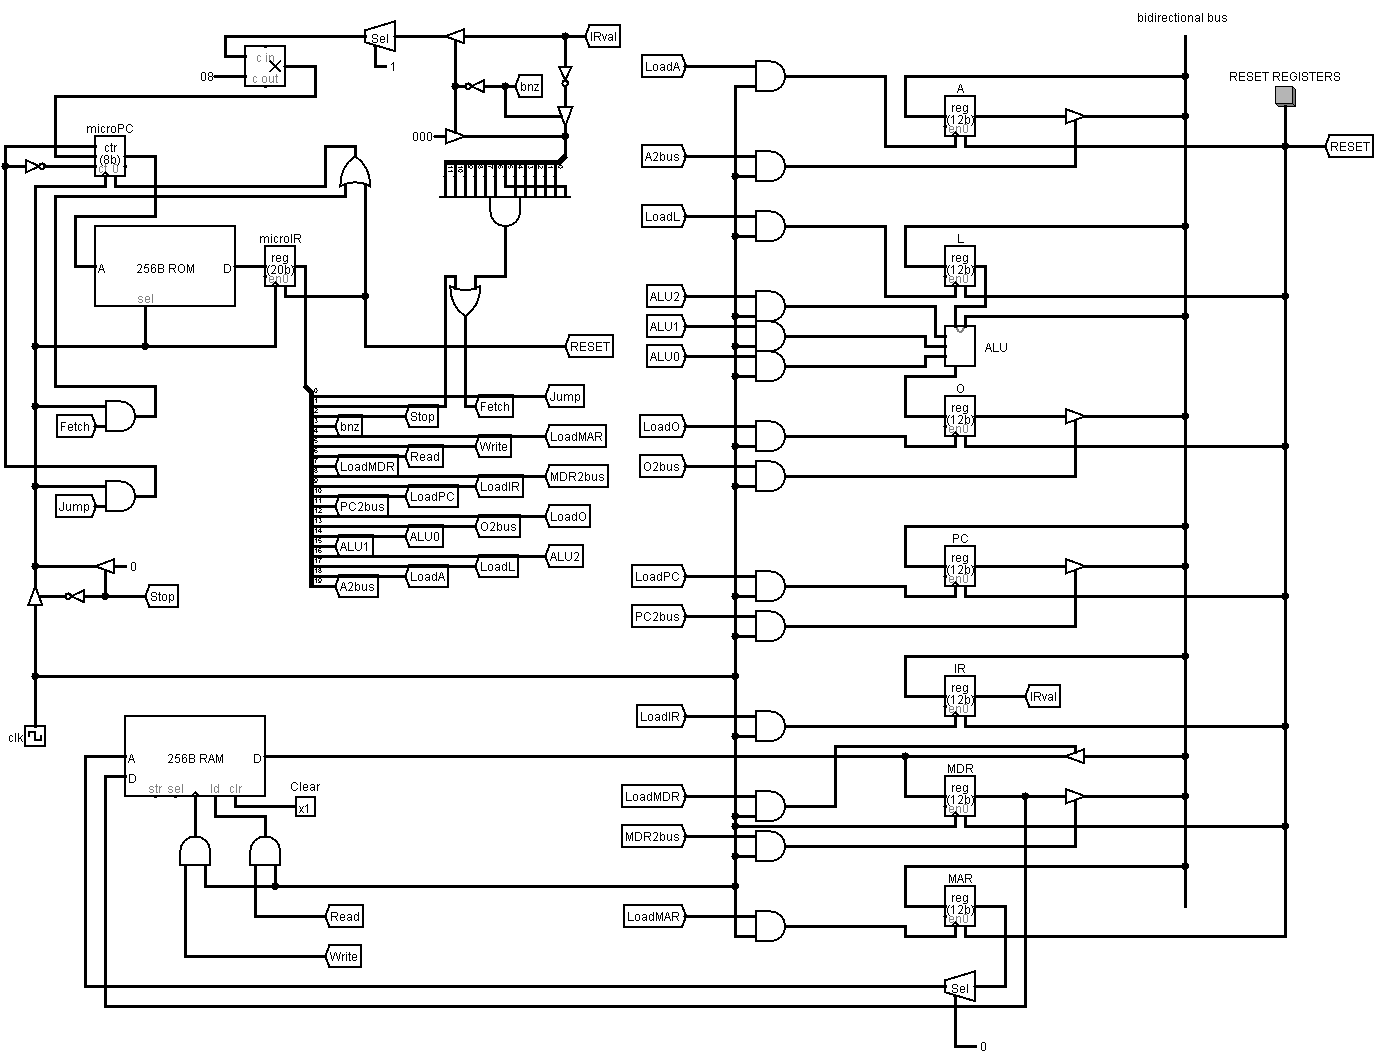 bidirectional bus
Sel
IRval
1
c in
c out
08
bnz
RESET REGISTERS
LoadA
A
reg
(12b)
en0
000
microPC
ctr
(8b)
ct 0
RESET
A2bus
LoadL
L
reg
(12b)
en0
microIR
reg
(20b)
en0
A
256B ROM
D
sel
ALU2
ALU1
ALU0
ALU
RESET
O
reg
(12b)
en0
Jump
Fetch
Stop
bnz
LoadMAR
Write
Read
LoadMDR
MDR2bus
LoadIR
LoadPC
PC2bus
LoadO
O2bus
ALU0
ALU1
ALU2
LoadL
LoadA
A2bus
Fetch
Jump
LoadO
O2bus
PC
reg
(12b)
en0
0
Stop
LoadPC
PC2bus
IR
reg
(12b)
en0
IRval
LoadIR
clk
A
D
256B RAM
D
str sel
ld
clr
Clear
x1
MDR
reg
(12b)
en0
LoadMDR
MDR2bus
MAR
reg
(12b)
en0
LoadMAR
Read
Write
Sel
0